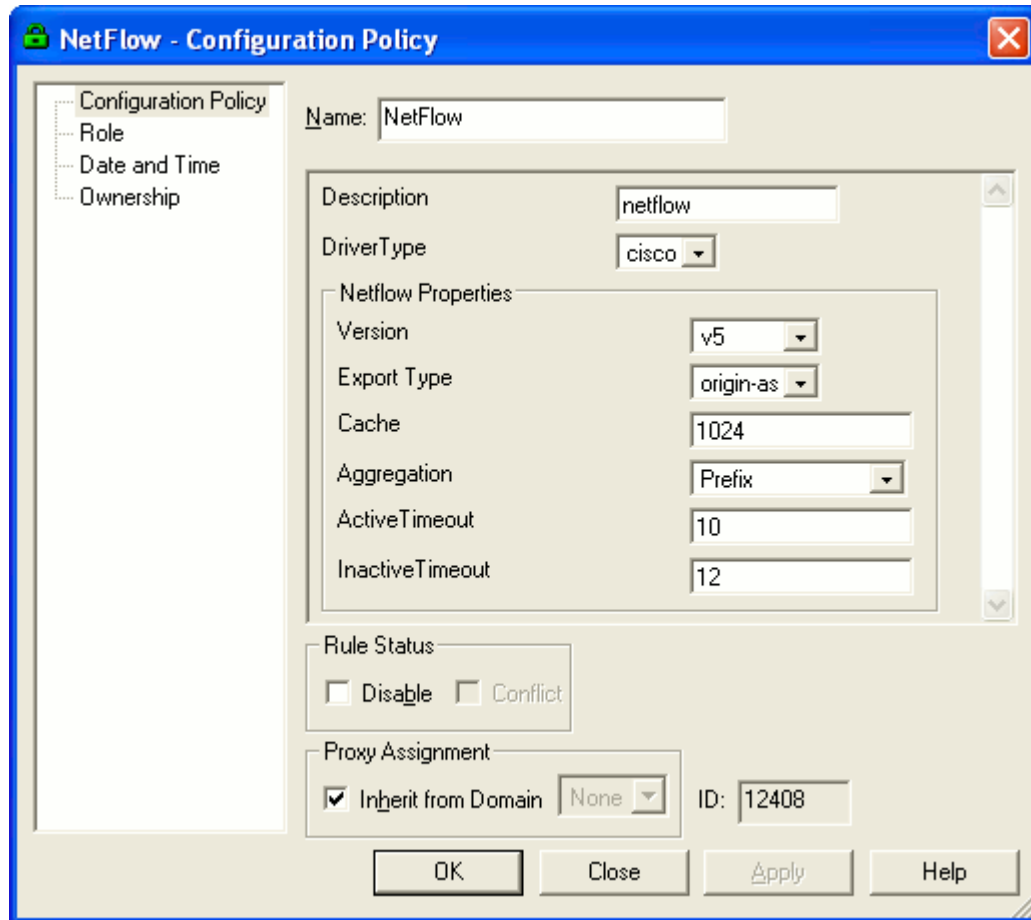 NetFlow - Configuration Policy
Configuration Policy
Role
Date and Time
Ownership
Name: NetFlow
Description netflow
DriverType cisco
Netflow Properties
Version v5
Export Type origin-as
Cache 1024
Aggregation Prefix
ActiveTimeout 10
InactiveTimeout 12
Rule Status
Disable Conflict
Proxy Assignment
Inherit from Domain None ID: 12408
OK Close Apply Help